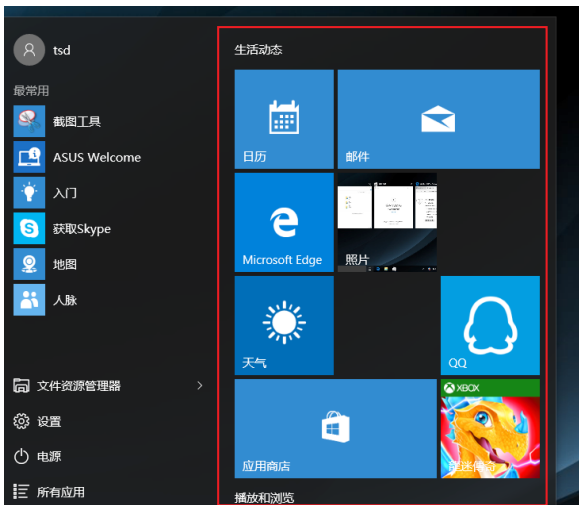 tsd
最常用
截图工具
ASUS Welcome
入门
获取Skype
地图
人脉
文件资源管理器
设置
电源
所有应用
生活动态
日历
邮件
Microsoft Edge
照片
天气
QQ
应用商店
XBOX
播放和浏览